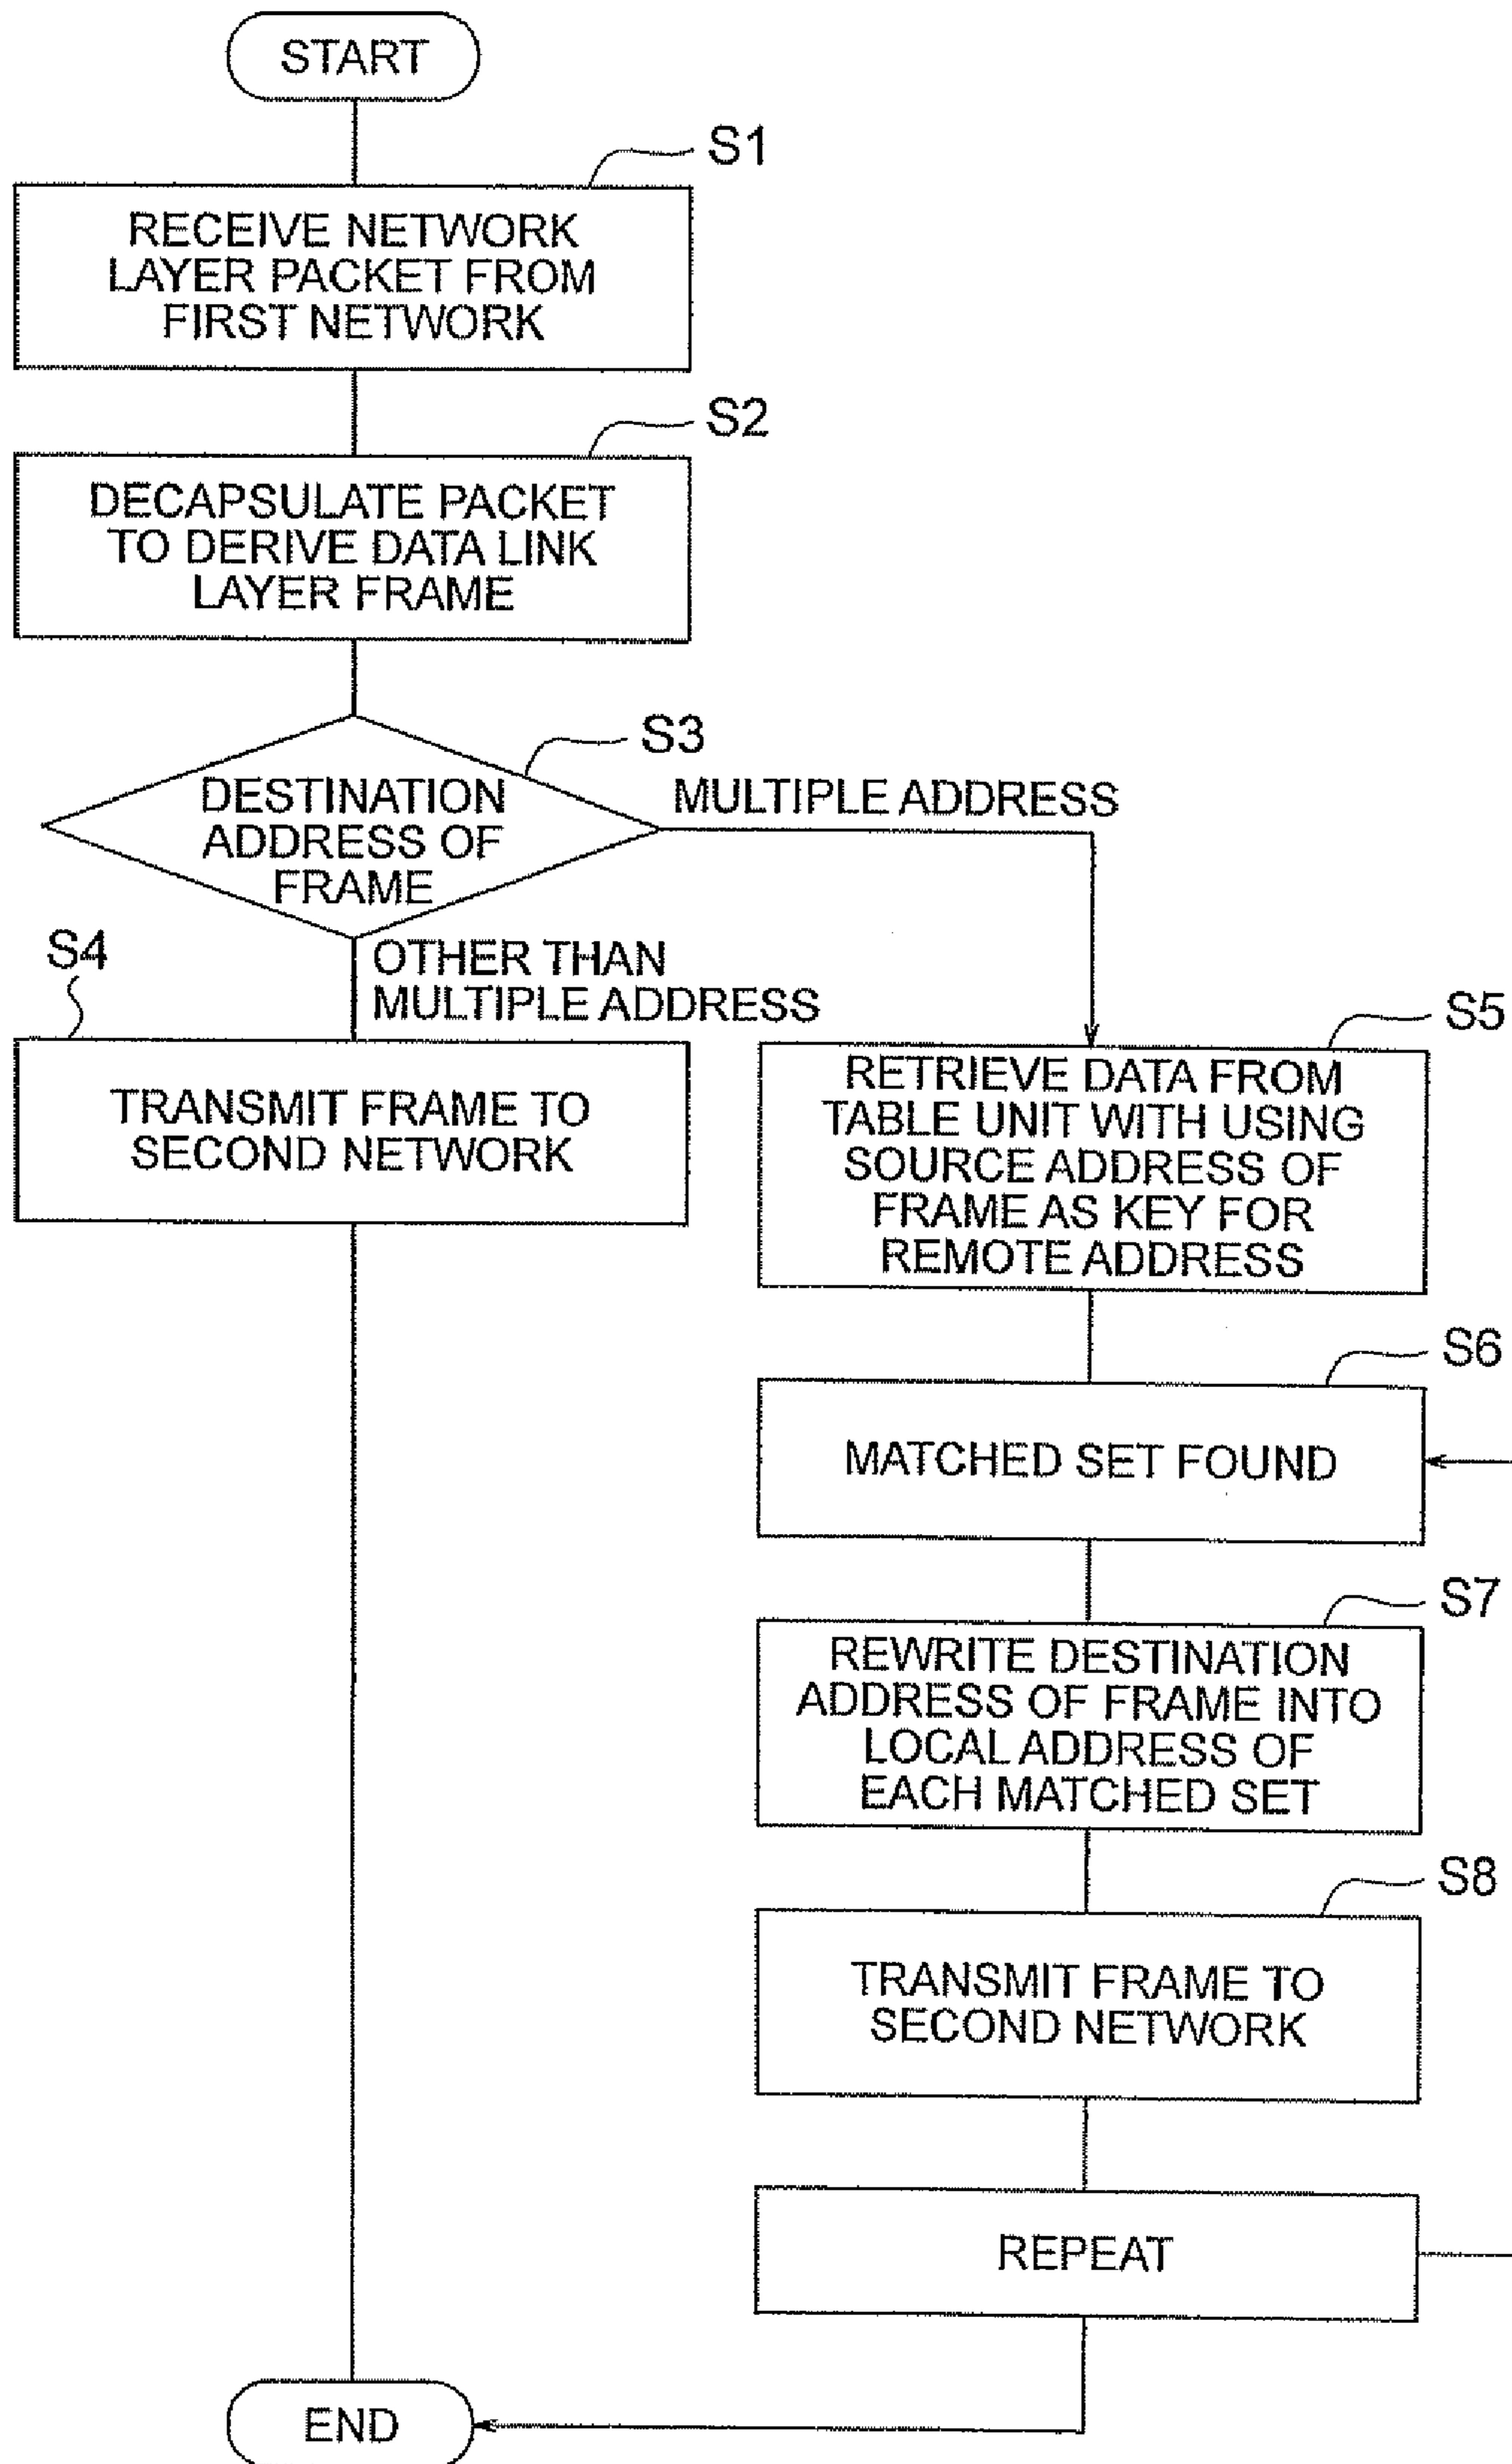 START
S1
RECEIVE NETWORK
LAYER PACKET FROM
FIRST NETWORK
S2
DECAPSULATE PACKET
TO DERIVE DATA LINK
LAYER FRAME
S3
DESTINATION
ADDRESS OF
FRAME
MULTIPLE ADDRESS
OTHER THAN
MULTIPLE ADDRESS
S4
TRANSMIT FRAME TO
SECOND NETWORK
S5
RETRIEVE DATA FROM
TABLE UNIT WITH USING
SOURCE ADDRESS OF
FRAME AS KEY FOR
REMOTE ADDRESS
S6
MATCHED SET FOUND
S7
REWRITE DESTINATION
ADDRESS OF FRAME INTO
LOCAL ADDRESS OF
EACH MATCHED SET
S8
TRANSMIT FRAME TO
SECOND NETWORK
REPEAT
END